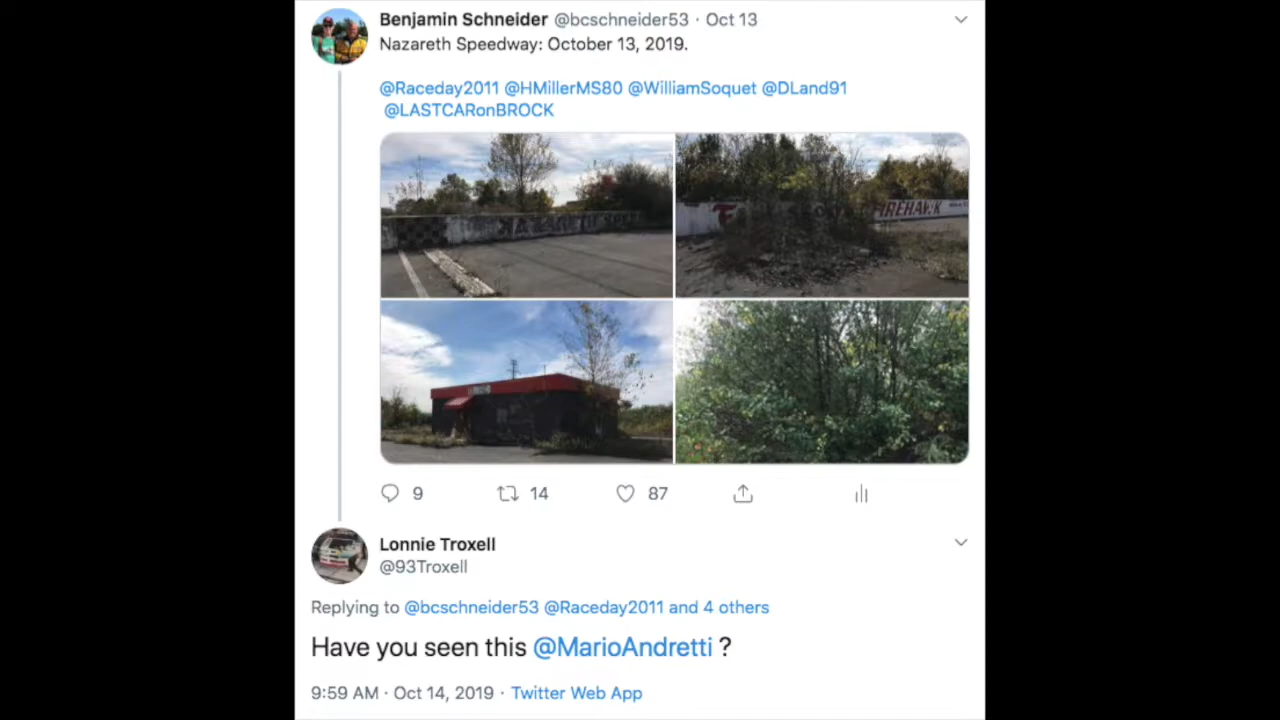 Benjamin Schneider @bcschneider53 · Oct 13
Nazareth Speedway: October 13, 2019.
@Raceday2011 @HMillerMS80 @WilliamSoquet @DLand91
@LASTCARonBROCK
FIREHAWK
9 14 87
Lonnie Troxell
@93Troxell
Replying to @bcschneider53 @Raceday2011 and 4 others
Have you seen this @MarioAndretti ?
9:59 AM · Oct 14, 2019 · Twitter Web App